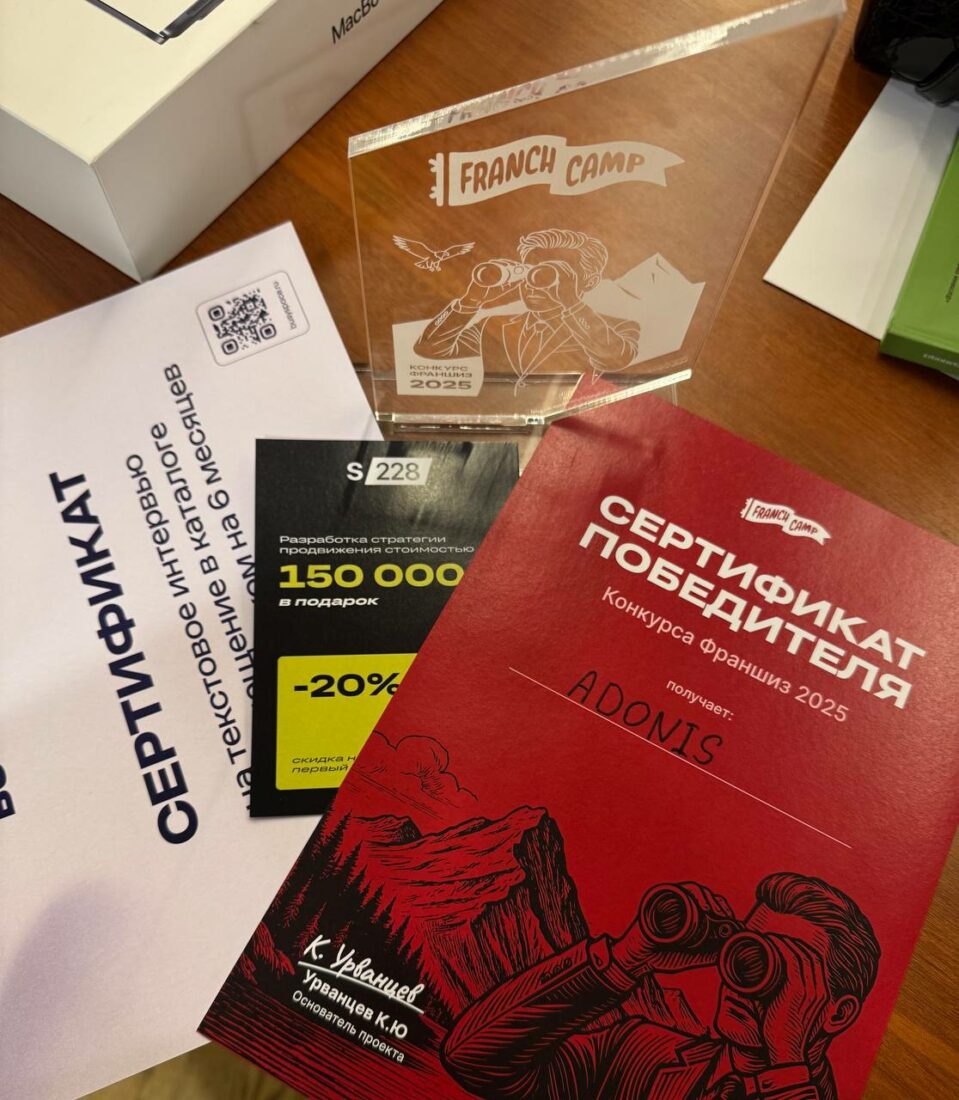 MacBo
FRANCH CAMP
КОНКУРС
ФРАНШИЗ
2025
buyspace.ru
СЕРТИФИКАТ
на текстовое интервью
в каталоге
на 6 месяцев
S 228
Разработка стратегии
продвижения стоимостью
150 000
в подарок
-20%
скидка н
первый
FRANCH CAMP
СЕРТИФИКАТ
ПОБЕДИТЕЛЯ
Конкурса франшиз 2025
получает:
ADONIS
К. Урванцев
Урванцев К.Ю
Основатель проекта